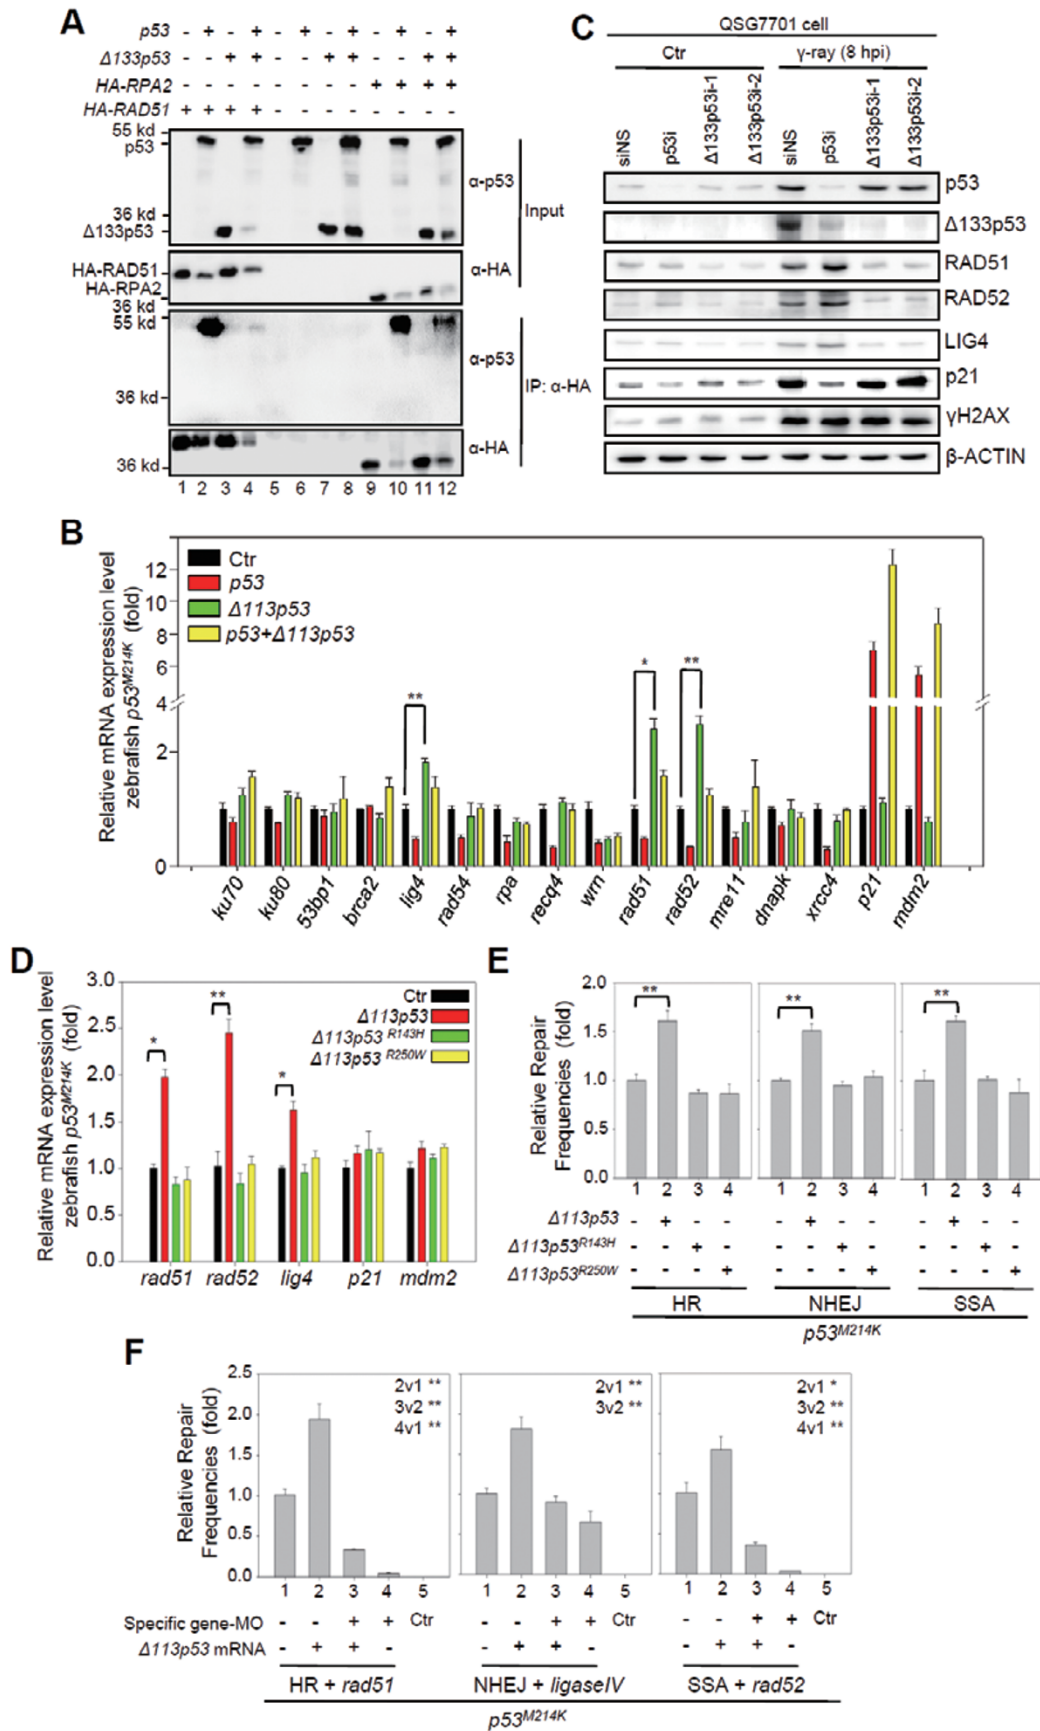 A
p53 - + - + - + - + - + - +
Δ133p53 - - + + - - + + - - + +
HA-RPA2 - - - - - - - - + + + +
HA-RAD51 + + + + - - - - - - - -
55 kd
p53
36 kd
Δ133p53
α-p53
HA-RAD51
HA-RPA2
36 kd
α-HA
Input
55 kd
36 kd
α-p53
36 kd
α-HA
IP: α-HA
1 2 3 4 5 6 7 8 9 10 11 12
C
QSG7701 cell
Ctr
γ-ray (8 hpi)
siNS p53i Δ133p53i-1 Δ133p53i-2 siNS p53i Δ133p53i-1 Δ133p53i-2
p53
Δ133p53
RAD51
RAD52
LIG4
p21
γH2AX
β-ACTIN
B
Relative mRNA expression level
zebrafish p53M214K (fold)
12
10
8
6
4
2
0
Ctr
p53
Δ113p53
p53+Δ113p53
** * **
ku70 ku80 53bp1 brca2 lig4 rad54 rpa recq4 wrn rad51 rad52 mre11 dnapk xrcc4 p21 mdm2
D
Relative mRNA expression level
zebrafish p53M214K (fold)
3.0
2.5
2.0
1.5
1.0
0.5
0.0
Ctr
Δ113p53
Δ113p53 R143H
Δ113p53 R250W
* ** *
rad51 rad52 lig4 p21 mdm2
E
Relative Repair
Frequencies (fold)
2.0
1.5
1.0
0.5
0.0
** ** **
1 2 3 4 1 2 3 4 1 2 3 4
Δ113p53 - + - - - + - - - + - -
Δ113p53R143H - - + - - - + - - - + -
Δ113p53R250W - - - + - - - + - - - +
HR NHEJ SSA
p53M214K
F
Relative Repair
Frequencies (fold)
2.5
2.0
1.5
1.0
0.5
0.0
2v1 **
3v2 **
4v1 **
2v1 **
3v2 **
2v1 *
3v2 **
4v1 **
1 2 3 4 5 1 2 3 4 5 1 2 3 4 5
Specific gene-MO - - + + Ctr - - + + Ctr - - + + Ctr
Δ113p53 mRNA - + + - - + + - - + + -
HR + rad51 NHEJ + ligaseIV SSA + rad52
p53M214K